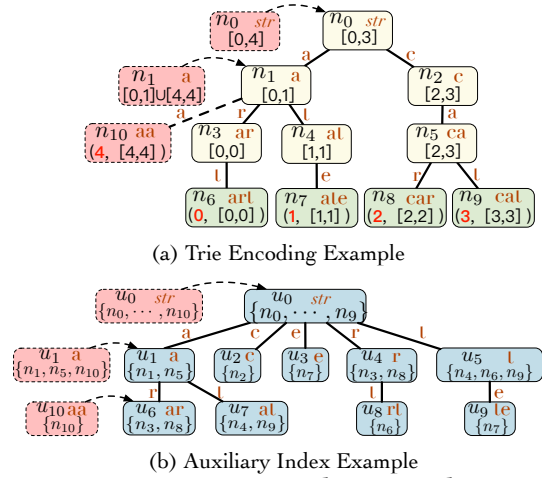 n₀ str
[0,4]
n₀ str
[0,3]
a
c
n₁ a
[0,1]∪[4,4]
n₁ a
[0,1]
n₂ c
[2,3]
a
r
t
a
n₁₀ aa
(4, [4,4])
n₃ ar
[0,0]
n₄ at
[1,1]
n₅ ca
[2,3]
t
e
r
t
n₆ art
(0, [0,0])
n₇ ate
(1, [1,1])
n₈ car
(2, [2,2])
n₉ cat
(3, [3,3])
(a) Trie Encoding Example
u₀ str
{n₀, ⋯, n₁₀}
u₀ str
{n₀, ⋯, n₉}
a
c
e
r
t
u₁ a
{n₁, n₅, n₁₀}
u₁ a
{n₁, n₅}
u₂ c
{n₂}
u₃ e
{n₇}
u₄ r
{n₃, n₈}
u₅ t
{n₄, n₆, n₉}
r
t
t
e
u₁₀ aa
{n₁₀}
u₆ ar
{n₃, n₈}
u₇ at
{n₄, n₉}
u₈ rt
{n₆}
u₉ te
{n₇}
(b) Auxiliary Index Example